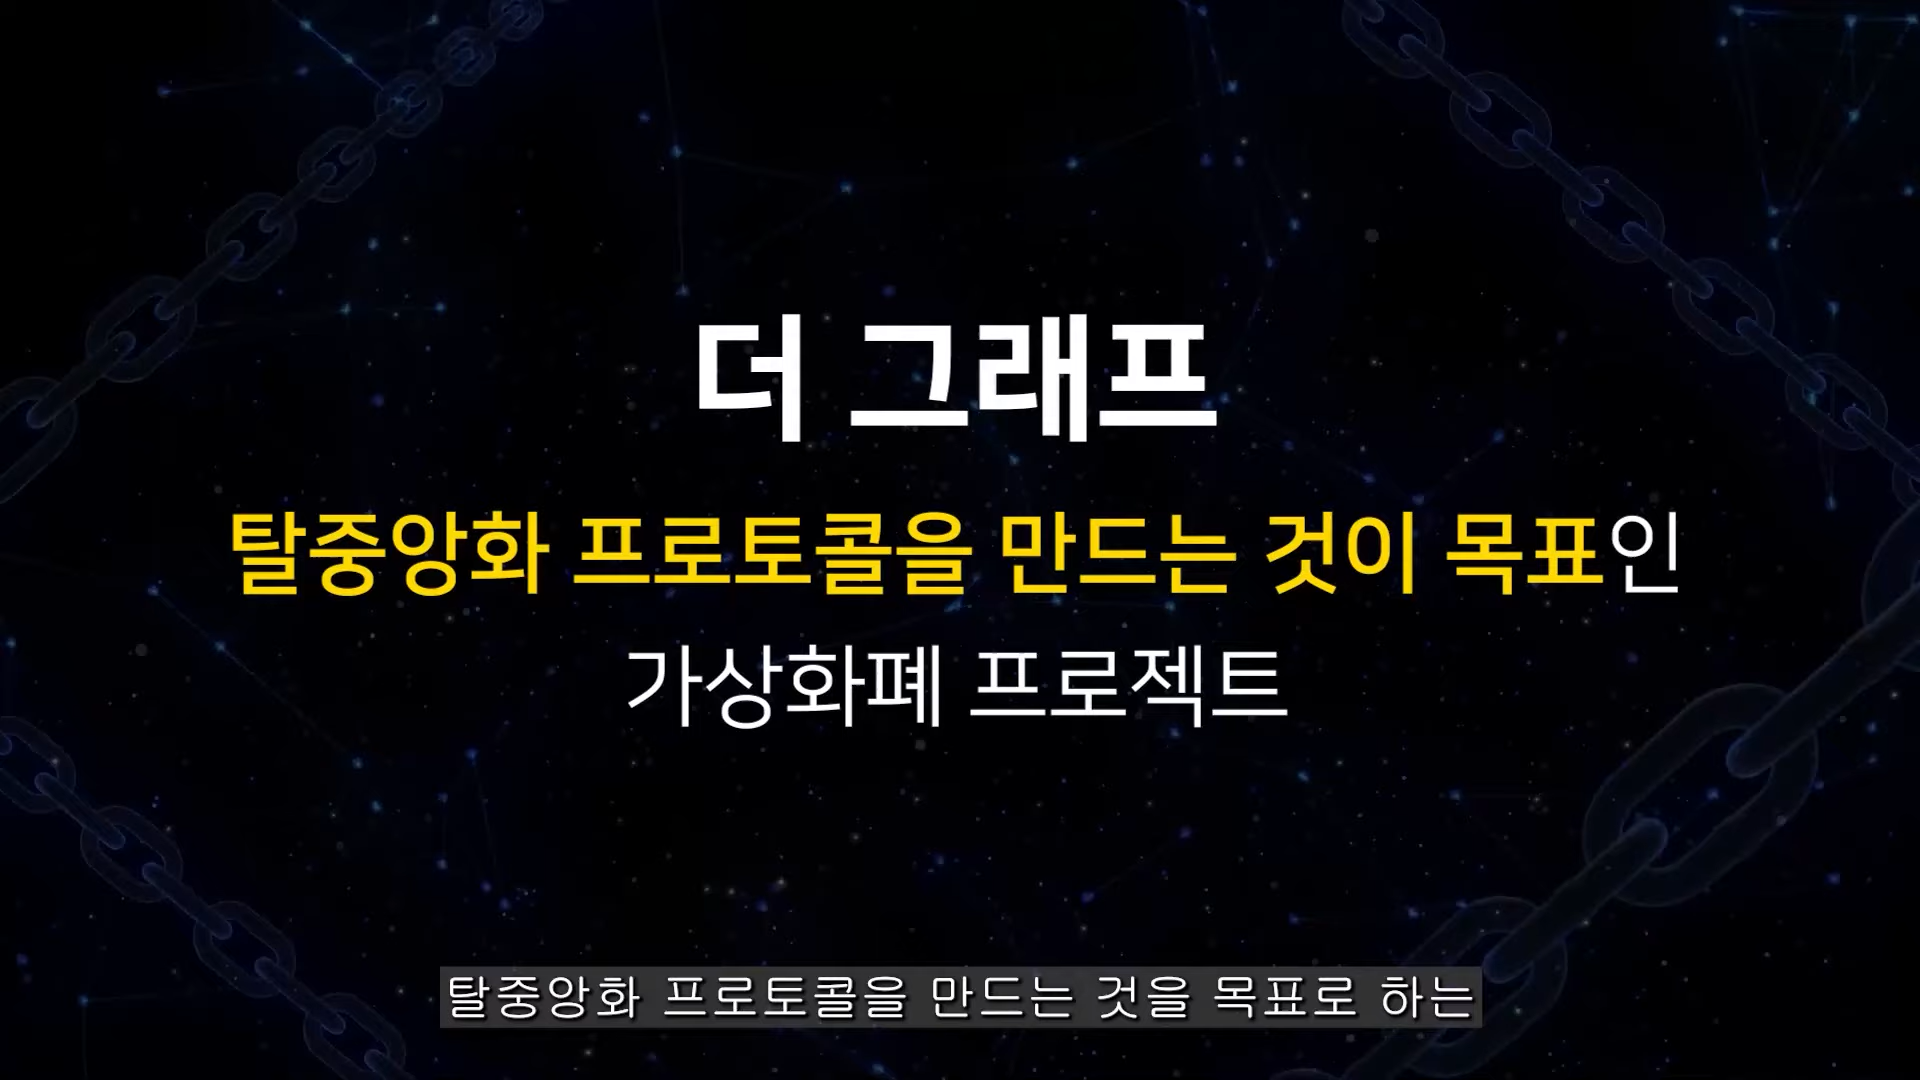 더 그래프
탈중앙화 프로토콜을 만드는 것이 목표인
가상화폐 프로젝트
탈중앙화 프로토콜을 만드는 것을 목표로 하는